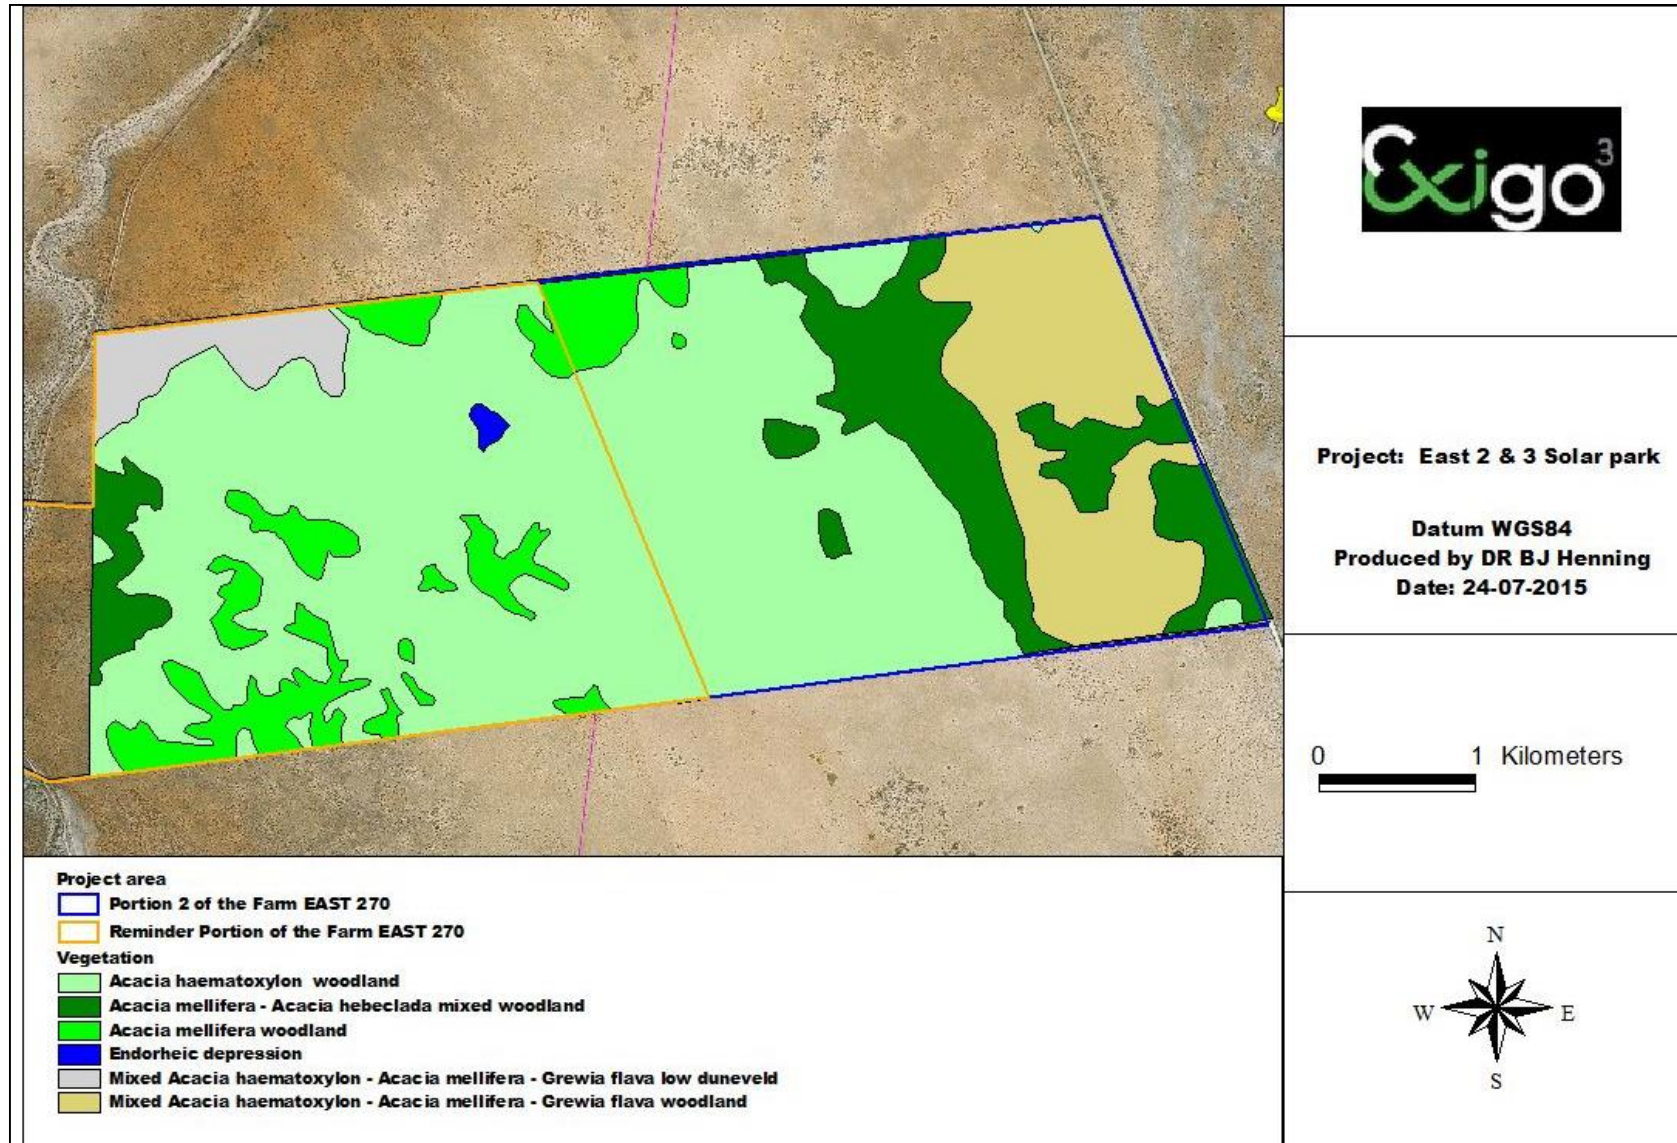 Exigo3
Project: East 2 & 3 Solar park
Datum WGS84
Produced by DR BJ Henning
Date: 24-07-2015
0 1 Kilometers
N
W E
S
Project area
Portion 2 of the Farm EAST 270
Reminder Portion of the Farm EAST 270
Vegetation
Acacia haematoxylon woodland
Acacia mellifera - Acacia hebeclada mixed woodland
Acacia mellifera woodland
Endorheic depression
Mixed Acacia haematoxylon - Acacia mellifera - Grewia flava low duneveld
Mixed Acacia haematoxylon - Acacia mellifera - Grewia flava woodland